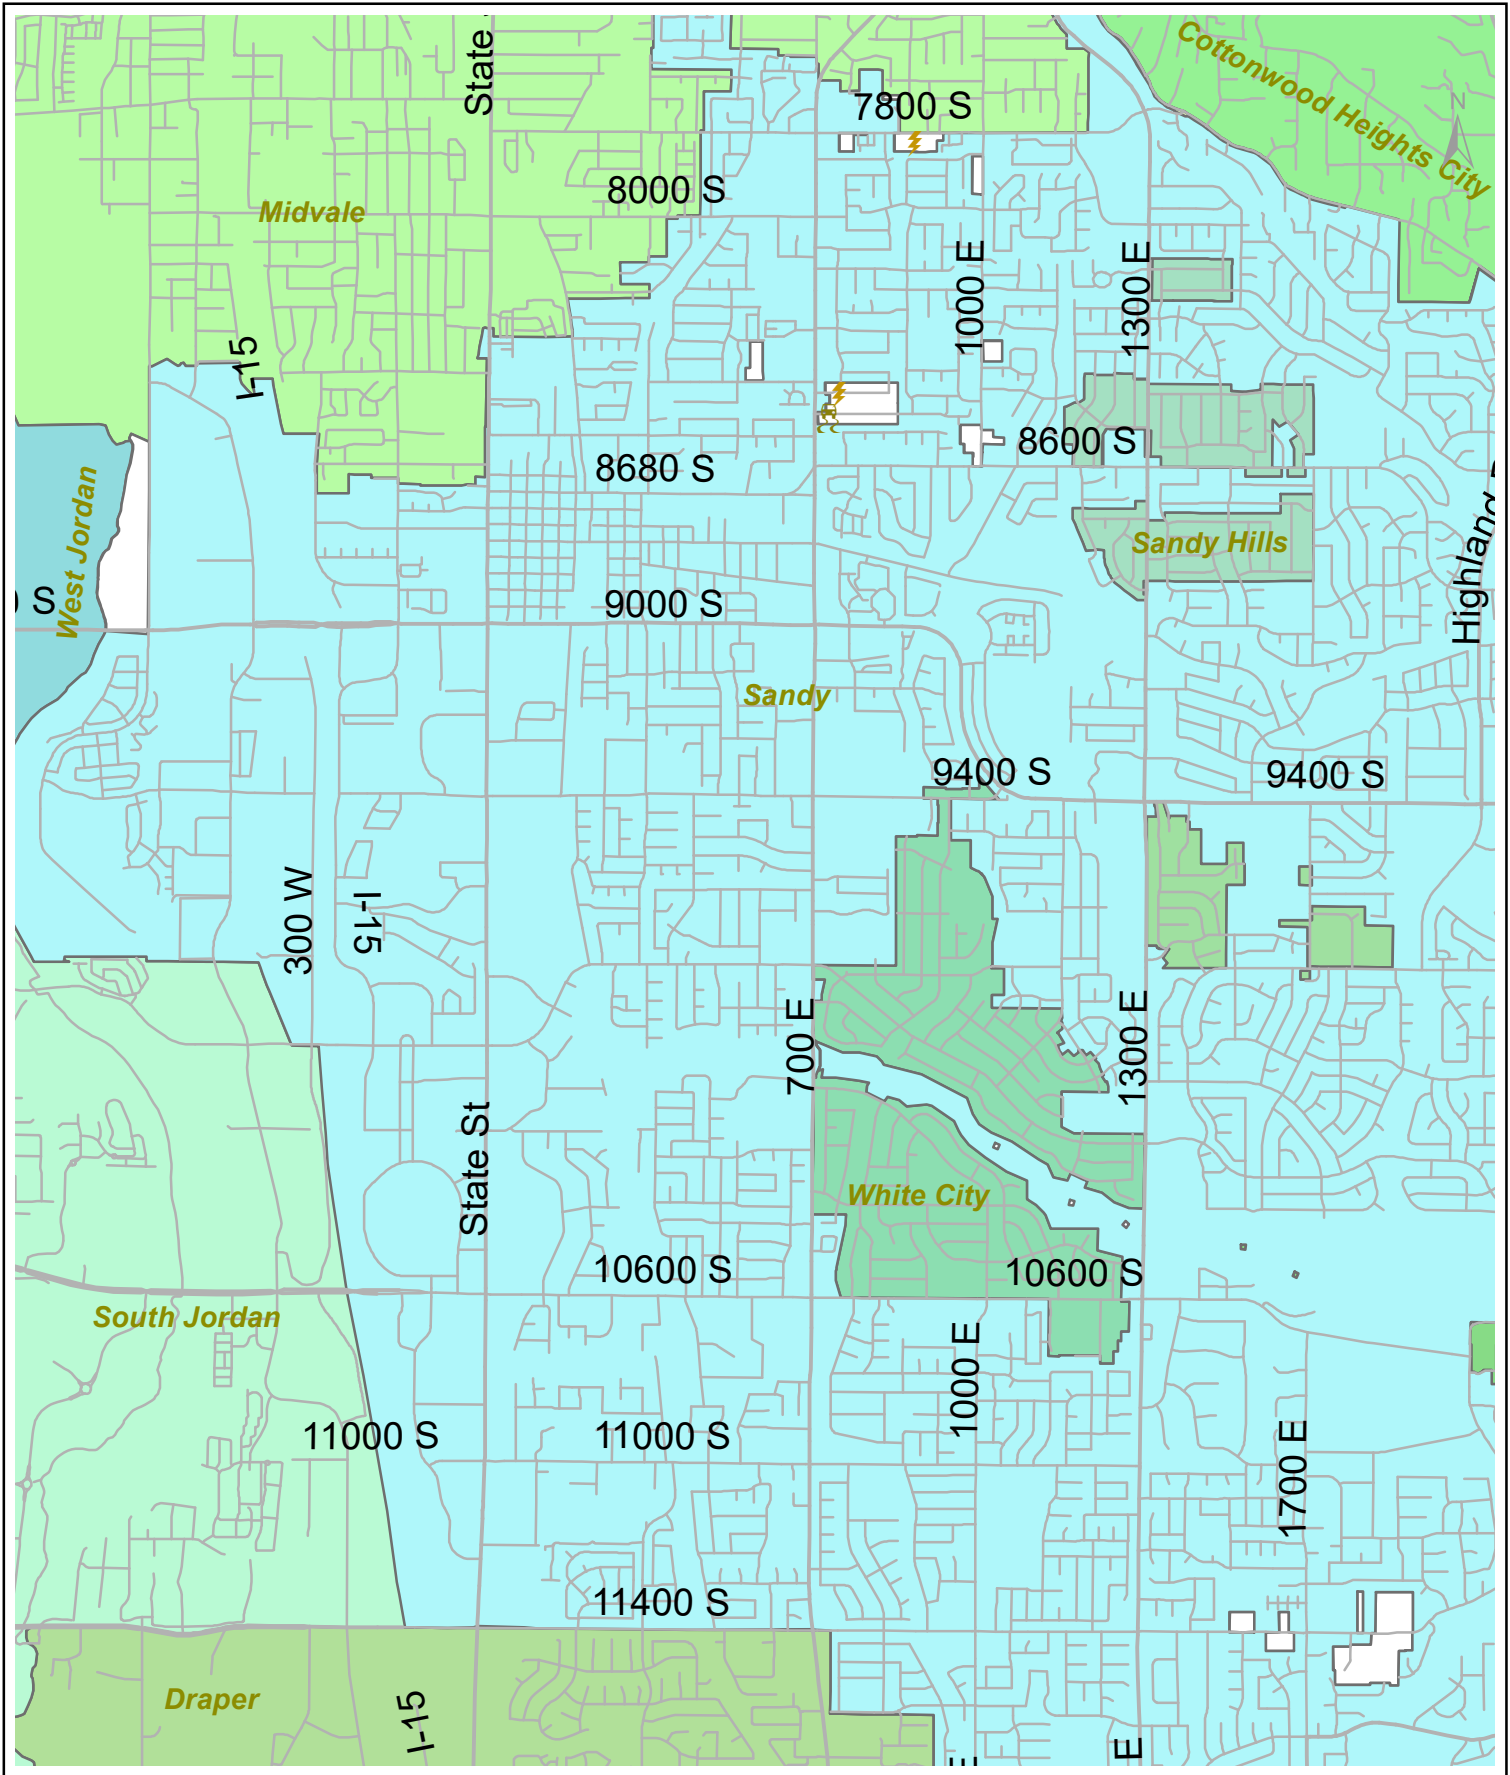 State
Cottonwood Heights City
7800 S
N
8000 S
Midvale
1000 E
1300 E
I-15
8600 S
8680 S
West Jordan
Highland
Sandy Hills
S
9000 S
Sandy
9400 S
9400 S
300 W
I-15
700 E
1300 E
State St
White City
10600 S
10600 S
South Jordan
1000 E
11000 S
11000 S
1700 E
11400 S
Draper
I-15
E
E